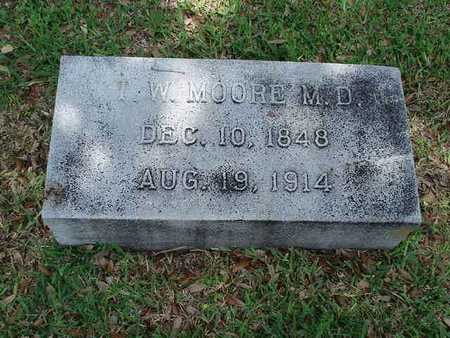 T. W. MOORE M. D.
DEC. 10, 1848
AUG. 19, 1914